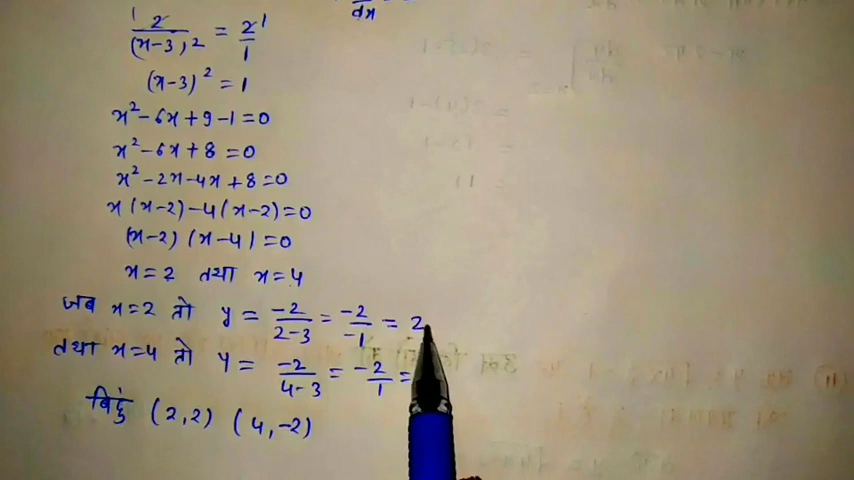 dx
2/(x-3)² = 2/1
(x-3)² = 1
x²-6x+9-1=0
x²-6x+8=0
x²-2x-4x+8=0
x(x-2)-4(x-2)=0
(x-2)(x-4)=0
x=2 तथा x=4
जब x=2 तो y = -2/2-3 = -2/-1 = 2
तथा x=4 तो y = -2/4-3 = -2/1 =
बिंदु (2,2) (4,-2)